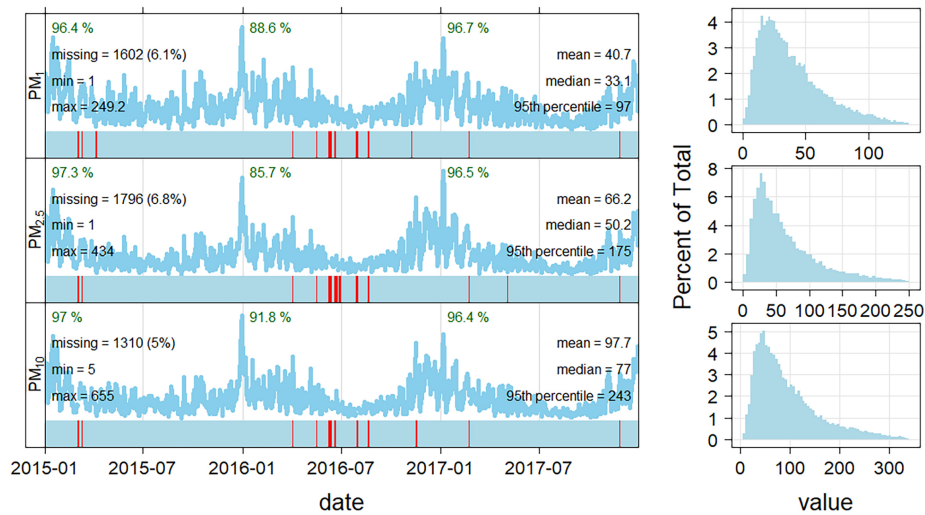 96.4 %
88.6 %
96.7 %
missing = 1602 (6.1%)
mean = 40.7
min = 1
median = 33.1
max = 249.2
95th percentile = 97
PM1
97.3 %
85.7 %
96.5 %
missing = 1796 (6.8%)
mean = 66.2
min = 1
median = 50.2
max = 434
95th percentile = 175
PM2.5
97 %
91.8 %
96.4 %
missing = 1310 (5%)
mean = 97.7
min = 5
median = 77
max = 655
95th percentile = 243
PM10
2015-01 2015-07 2016-01 2016-07 2017-01 2017-07
date
Percent of Total
4
3
2
1
0
0 50 100
8
6
4
2
0
0 50 100 150 200 250
5
4
3
2
1
0
0 100 200 300
value